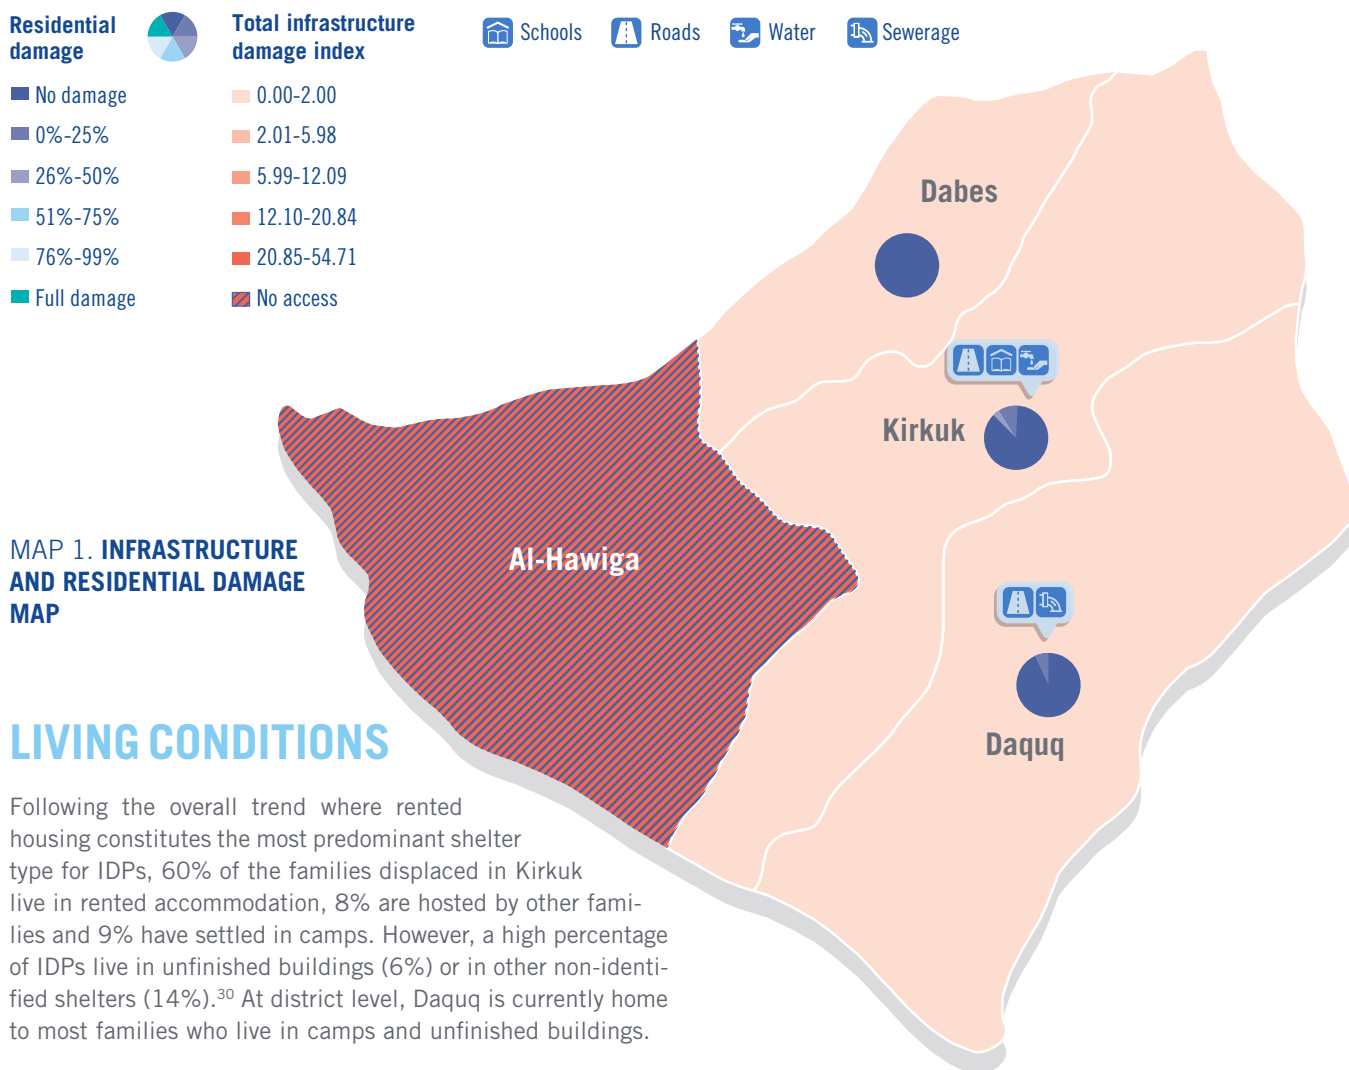 Residential
damage
No damage
0%-25%
26%-50%
51%-75%
76%-99%
Full damage
Total infrastructure
damage index
0.00-2.00
2.01-5.98
5.99-12.09
12.10-20.84
20.85-54.71
No access
Schools
Roads
Water
Sewerage
Dabes
Kirkuk
Al-Hawiga
Daquq
MAP 1. INFRASTRUCTURE
AND RESIDENTIAL DAMAGE
MAP
LIVING CONDITIONS
Following the overall trend where rented
housing constitutes the most predominant shelter
type for IDPs, 60% of the families displaced in Kirkuk
live in rented accommodation, 8% are hosted by other fami-
lies and 9% have settled in camps. However, a high percentage
of IDPs live in unfinished buildings (6%) or in other non-identi-
fied shelters (14%).30 At district level, Daquq is currently home
to most families who live in camps and unfinished buildings.